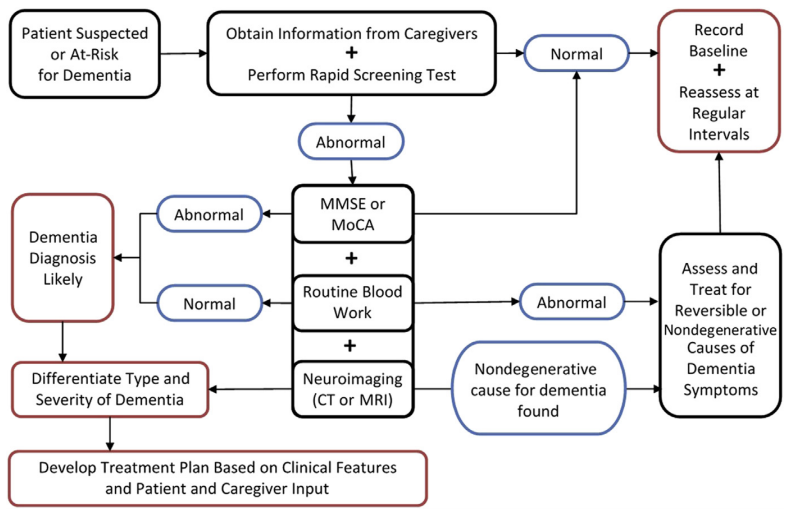 Patient Suspected
or At-Risk
for Dementia
Obtain Information from Caregivers
+
Perform Rapid Screening Test
Normal
Record
Baseline
+
Reassess at
Regular
Intervals
Abnormal
MMSE or
MoCA
+
Routine Blood
Work
+
Neuroimaging
(CT or MRI)
Abnormal
Normal
Dementia
Diagnosis
Likely
Abnormal
Nondegenerative
cause for dementia
found
Assess and
Treat for
Reversible or
Nondegenerative
Causes of
Dementia
Symptoms
Differentiate Type and
Severity of Dementia
Develop Treatment Plan Based on Clinical Features
and Patient and Caregiver Input